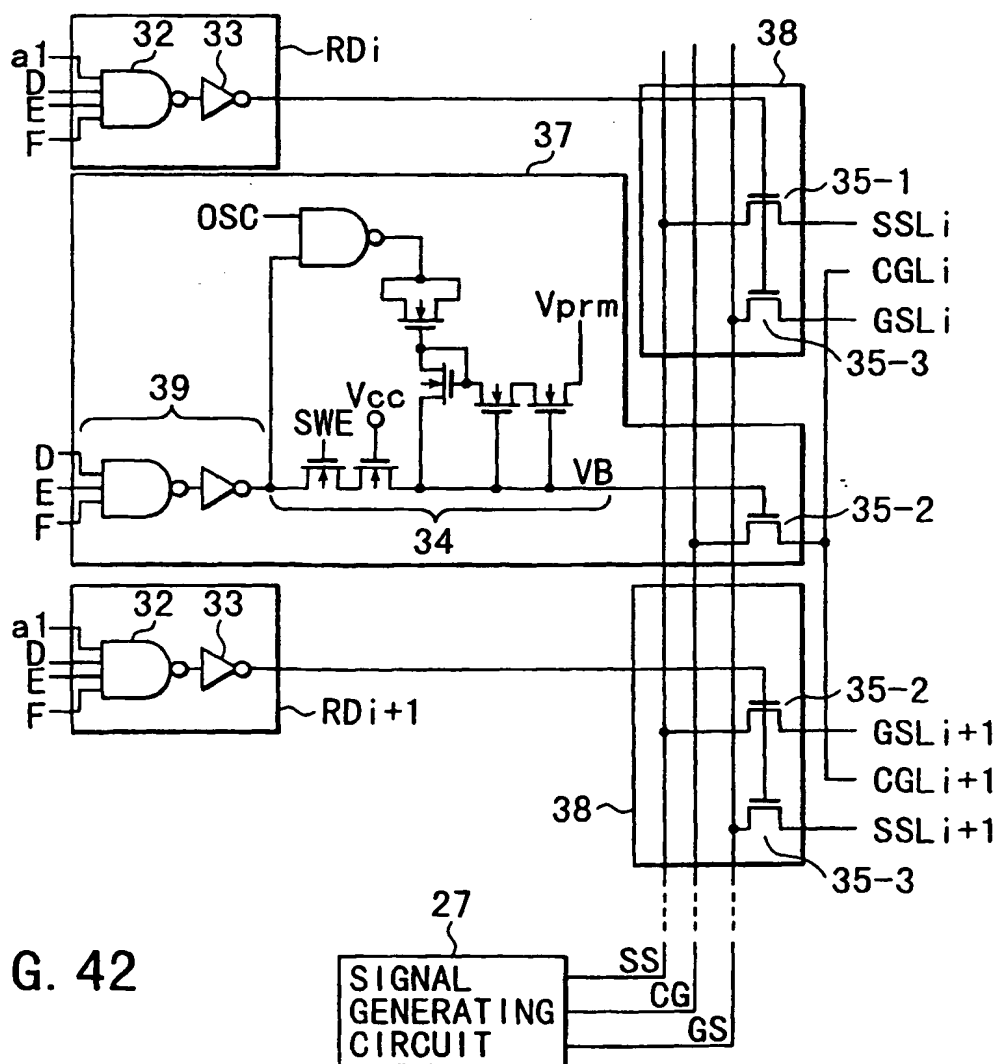 32
33
RDi
a1
D
E
F
38
37
35-1
SSLi
CGLi
GSLi
35-3
OSC
Vprm
39
Vcc
SWE
D
E
F
VB
34
35-2
32
33
a1
D
E
F
RDi+1
35-2
GSLi+1
CGLi+1
38
SSLi+1
35-3
27
SS
CG
GS
SIGNAL
GENERATING
CIRCUIT
G. 42